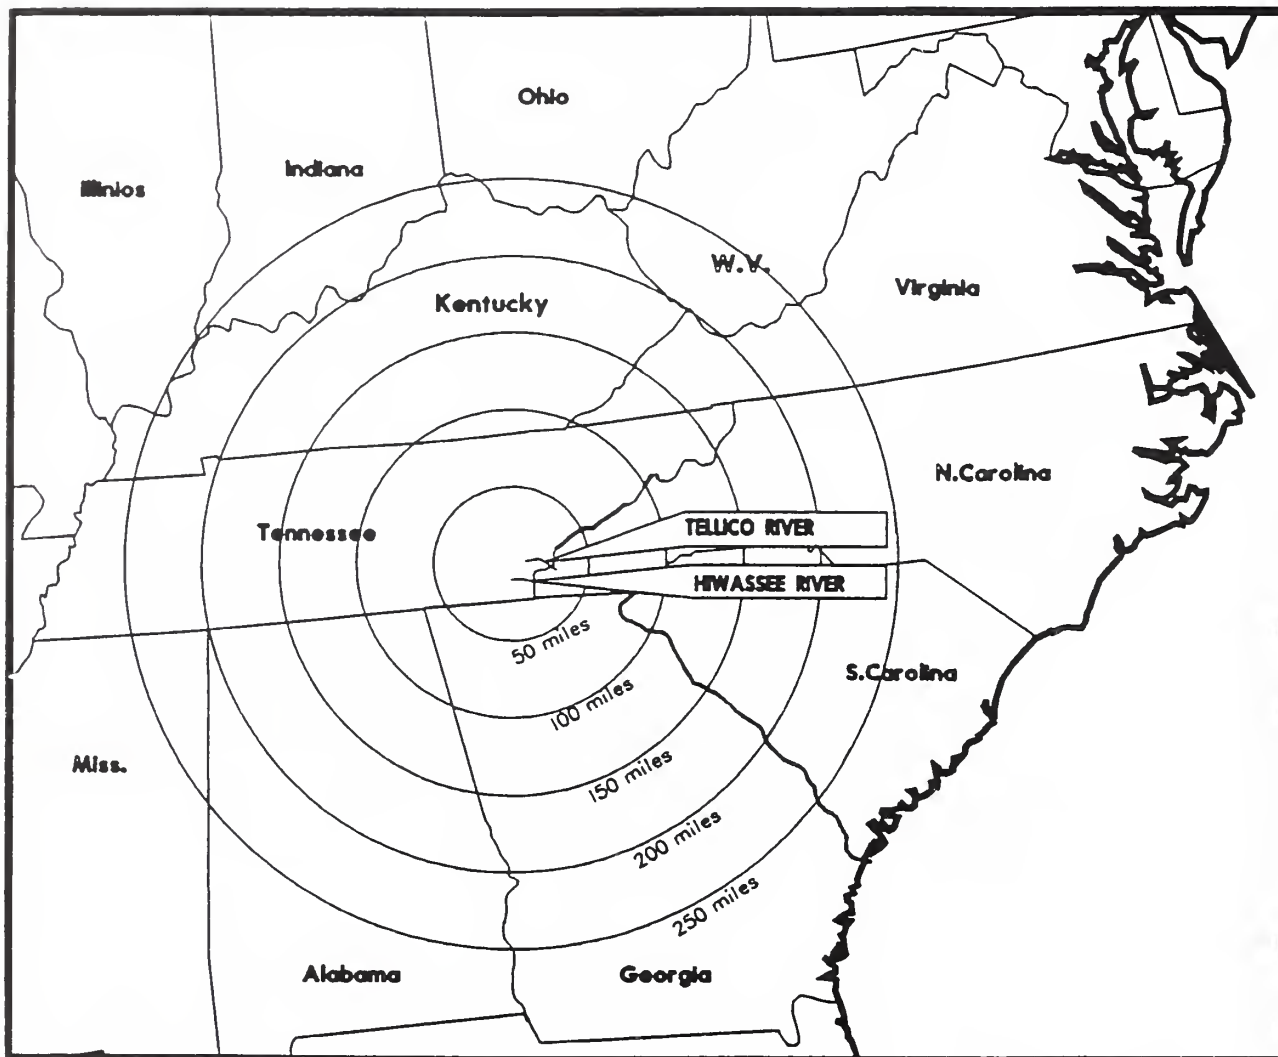 Ohio
Indiana
Illinios
W.V.
Virginia
Kentucky
N.Carolina
Tennessee
TELLICO RIVER
HIWASSEE RIVER
50 miles
S.Carolina
100 miles
Miss.
150 miles
200 miles
250 miles
Alabama
Georgia